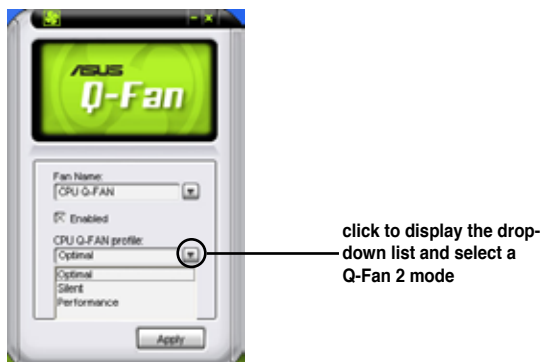 ASUS
Q-Fan
Fan Name:
CPU Q-FAN
Enabled
CPU Q-FAN profile:
Optimal
Optimal
Silent
Performance
Apply
click to display the drop-
down list and select a
Q-Fan 2 mode